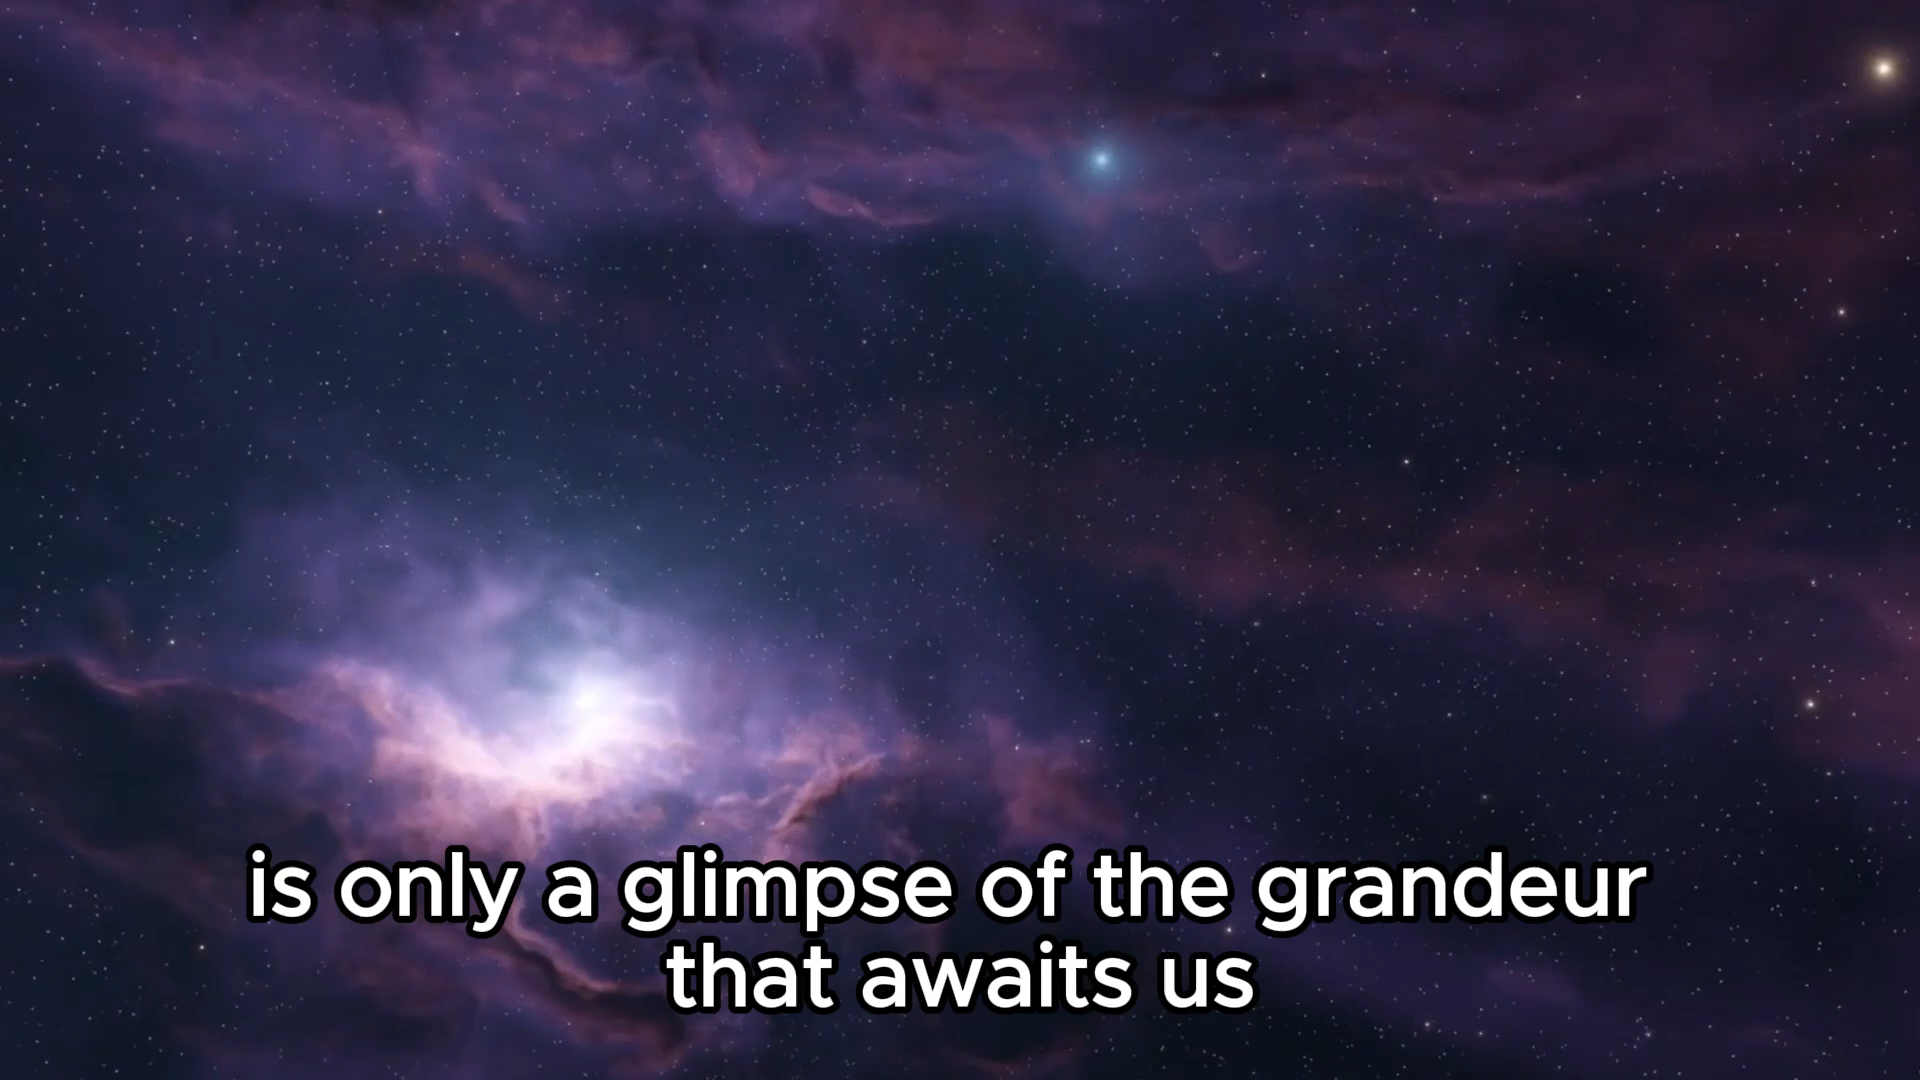 is only a glimpse of the grandeur
that awaits us